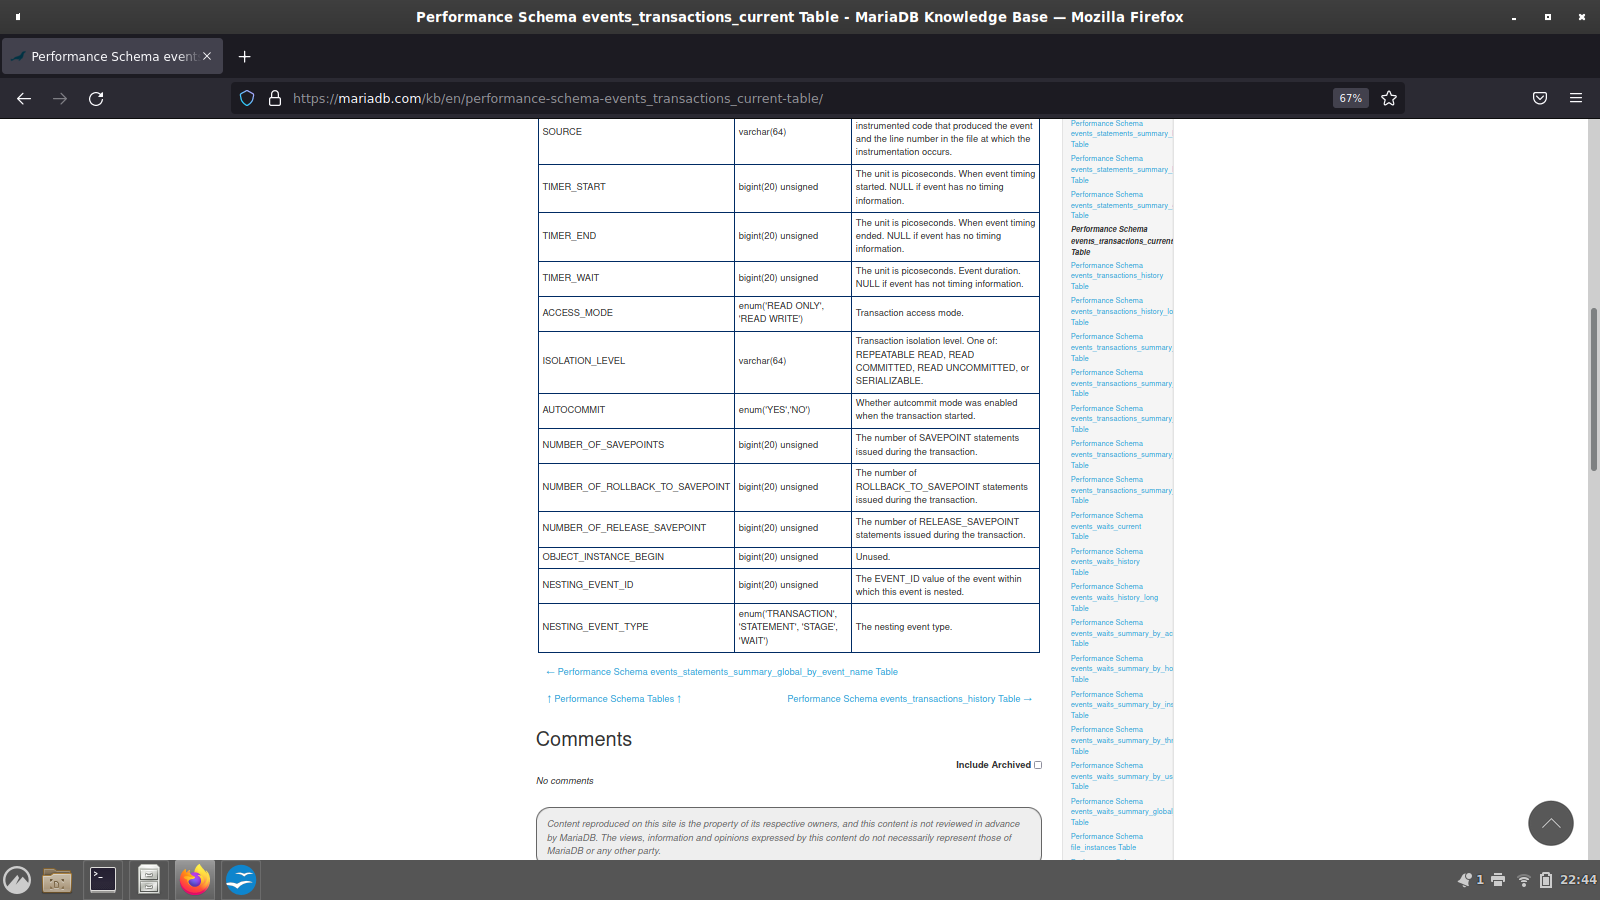 Performance Schema events_transactions_current Table - MariaDB Knowledge Base — Mozilla Firefox
Performance Schema event
https://mariadb.com/kb/en/performance-schema-events_transactions_current-table/
67%
SOURCE
varchar(64)
instrumented code that produced the event
and the line number in the file at which the
instrumentation occurs.
TIMER_START
bigint(20) unsigned
The unit is picoseconds. When event timing
started. NULL if event has no timing
information.
TIMER_END
bigint(20) unsigned
The unit is picoseconds. When event timing
ended. NULL if event has no timing
information.
TIMER_WAIT
bigint(20) unsigned
The unit is picoseconds. Event duration.
NULL if event has not timing information.
ACCESS_MODE
enum('READ ONLY',
'READ WRITE')
Transaction access mode.
ISOLATION_LEVEL
varchar(64)
Transaction isolation level. One of:
REPEATABLE READ, READ
COMMITTED, READ UNCOMMITTED, or
SERIALIZABLE.
AUTOCOMMIT
enum('YES','NO')
Whether autcommit mode was enabled
when the transaction started.
NUMBER_OF_SAVEPOINTS
bigint(20) unsigned
The number of SAVEPOINT statements
issued during the transaction.
NUMBER_OF_ROLLBACK_TO_SAVEPOINT
bigint(20) unsigned
The number of
ROLLBACK_TO_SAVEPOINT statements
issued during the transaction.
NUMBER_OF_RELEASE_SAVEPOINT
bigint(20) unsigned
The number of RELEASE_SAVEPOINT
statements issued during the transaction.
OBJECT_INSTANCE_BEGIN
bigint(20) unsigned
Unused.
NESTING_EVENT_ID
bigint(20) unsigned
The EVENT_ID value of the event within
which this event is nested.
NESTING_EVENT_TYPE
enum('TRANSACTION',
'STATEMENT', 'STAGE',
'WAIT')
The nesting event type.
← Performance Schema events_statements_summary_global_by_event_name Table
↑ Performance Schema Tables ↑
Performance Schema events_transactions_history Table →
Comments
Include Archived
No comments
Content reproduced on this site is the property of its respective owners, and this content is not reviewed in advance
by MariaDB. The views, information and opinions expressed by this content do not necessarily represent those of
MariaDB or any other party.
Performance Schema
events_statements_summary_
Table
Performance Schema
events_statements_summary_
Table
Performance Schema
events_statements_summary_
Table
Performance Schema
events_transactions_current
Table
Performance Schema
events_transactions_history
Table
Performance Schema
events_transactions_history_lo
Table
Performance Schema
events_transactions_summary_
Table
Performance Schema
events_transactions_summary_
Table
Performance Schema
events_transactions_summary_
Table
Performance Schema
events_transactions_summary_
Table
Performance Schema
events_transactions_summary_
Table
Performance Schema
events_waits_current
Table
Performance Schema
events_waits_history
Table
Performance Schema
events_waits_history_long
Table
Performance Schema
events_waits_summary_by_ac
Table
Performance Schema
events_waits_summary_by_ho
Table
Performance Schema
events_waits_summary_by_ins
Table
Performance Schema
events_waits_summary_by_thr
Table
Performance Schema
events_waits_summary_by_us
Table
Performance Schema
events_waits_summary_global
Table
Performance Schema
file_instances Table
1
22:44